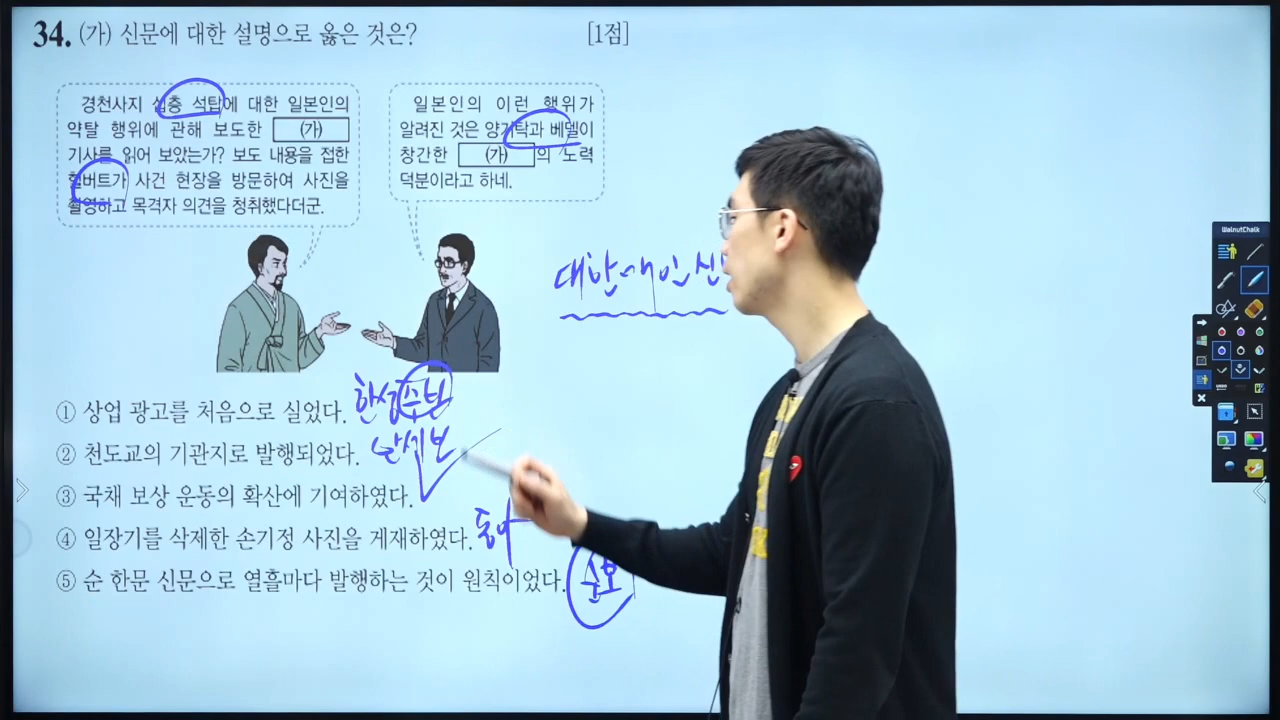 34. (가) 신문에 대한 설명으로 옳은 것은? [1점]
경천사지 십층 석탑에 대한 일본인의
약탈 행위에 관해 보도한 (가)
기사를 읽어 보았는가? 보도 내용을 접한
헐버트가 사건 현장을 방문하여 사진을
촬영하고 목격자 의견을 청취했다더군.
일본인의 이런 행위가
알려진 것은 양기탁과 베델이
창간한 (가) 의 노력
덕분이라고 하네.
대한매일신
① 상업 광고를 처음으로 실었다. 한성주보
② 천도교의 기관지로 발행되었다. 만세보
③ 국채 보상 운동의 확산에 기여하였다.
④ 일장기를 삭제한 손기정 사진을 게재하였다. 동아
⑤ 순 한문 신문으로 열흘마다 발행하는 것이 원칙이었다. 순보
WalnutChalk